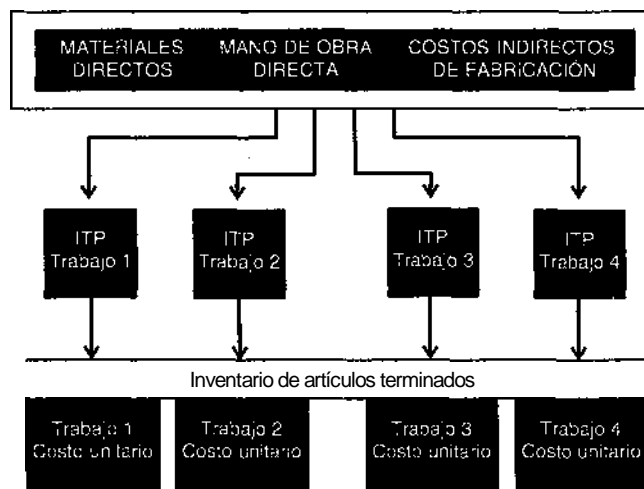 MATERIALES MANO DE OBRA COSTOS INDIRECTOS
DIRECTOS DIRECTA DE FABRICACIÓN
ITP ITP ITP ITP
Trabajo 1 Trabajo 2 Trabajo 3 Trabajo 4
Inventario de artículos terminados
Trabajo 1 Trabajo 2 Trabajo 3 Trabajo 4
Costo unitario Costo unitario Costo unitario Costo unitario